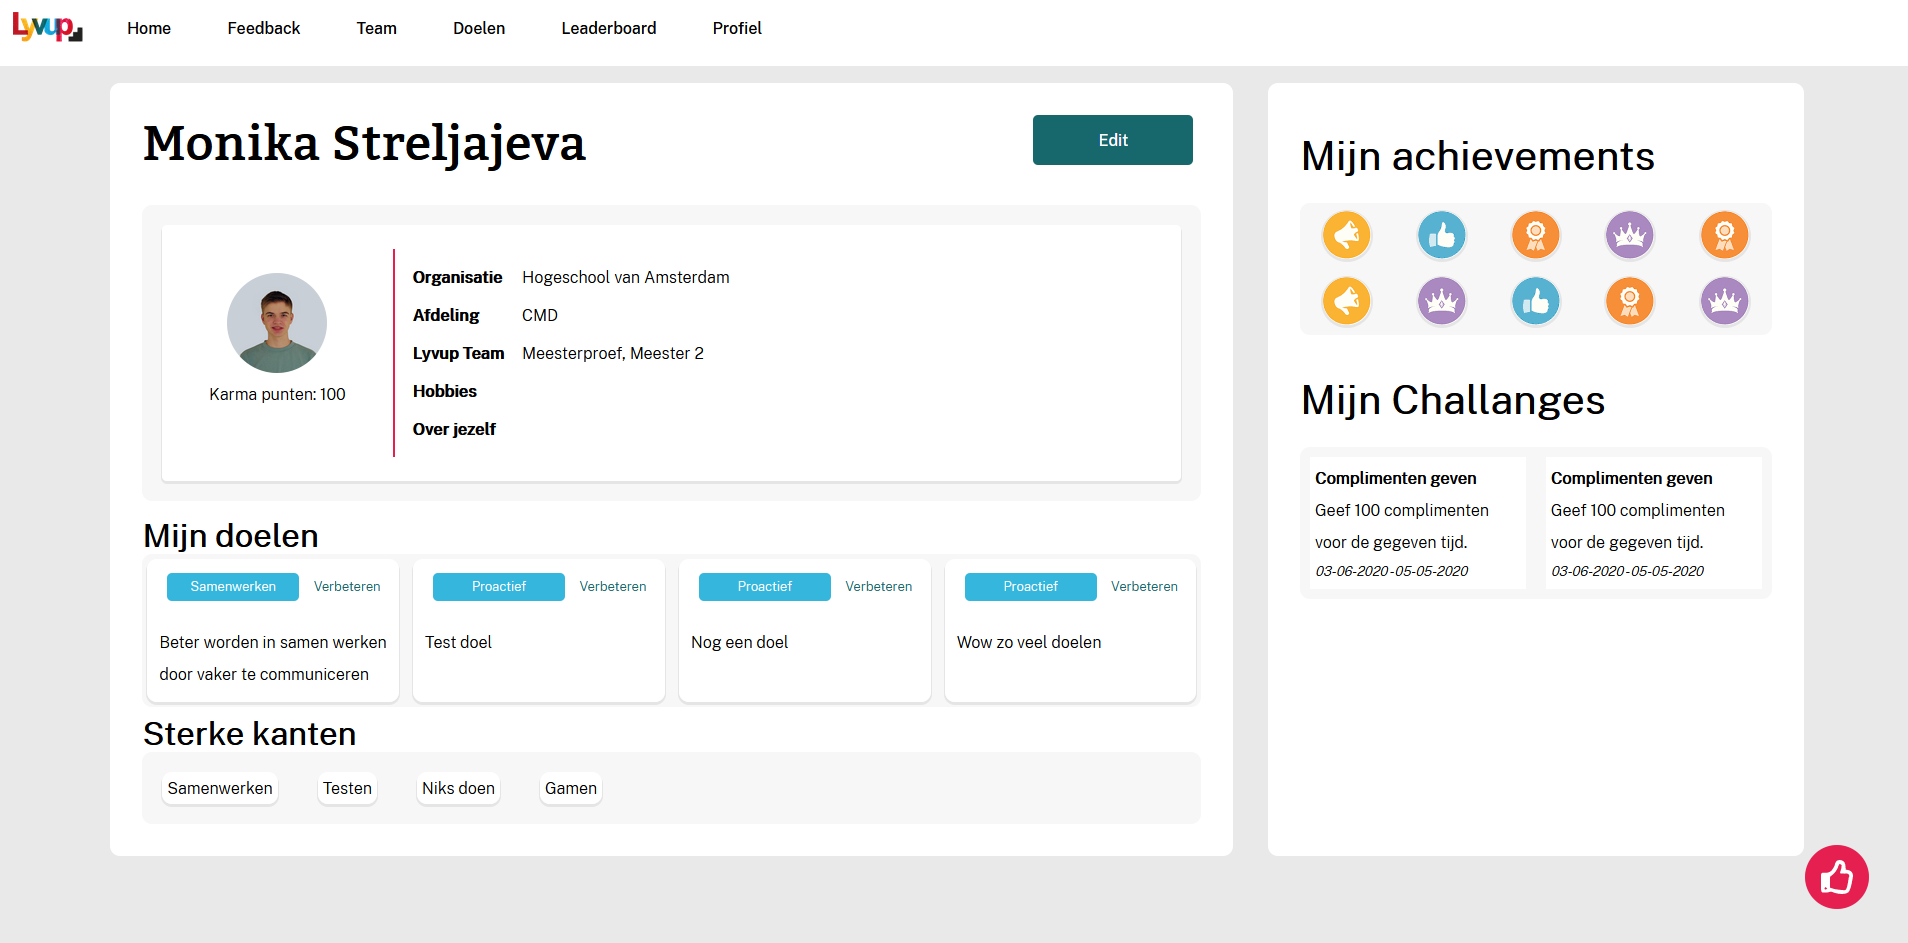 Lyvup
Home
Feedback
Team
Doelen
Leaderboard
Profiel
Monika Streljajeva
Edit
Karma punten: 100
Organisatie Hogeschool van Amsterdam
Afdeling CMD
Lyvup Team Meesterproef, Meester 2
Hobbies
Over jezelf
Mijn doelen
Samenwerken Verbeteren
Beter worden in samen werken
door vaker te communiceren
Proactief Verbeteren
Test doel
Proactief Verbeteren
Nog een doel
Proactief Verbeteren
Wow zo veel doelen
Sterke kanten
Samenwerken
Testen
Niks doen
Gamen
Mijn achievements
Mijn Challanges
Complimenten geven
Geef 100 complimenten
voor de gegeven tijd.
03-06-2020-05-05-2020
Complimenten geven
Geef 100 complimenten
voor de gegeven tijd.
03-06-2020-05-05-2020